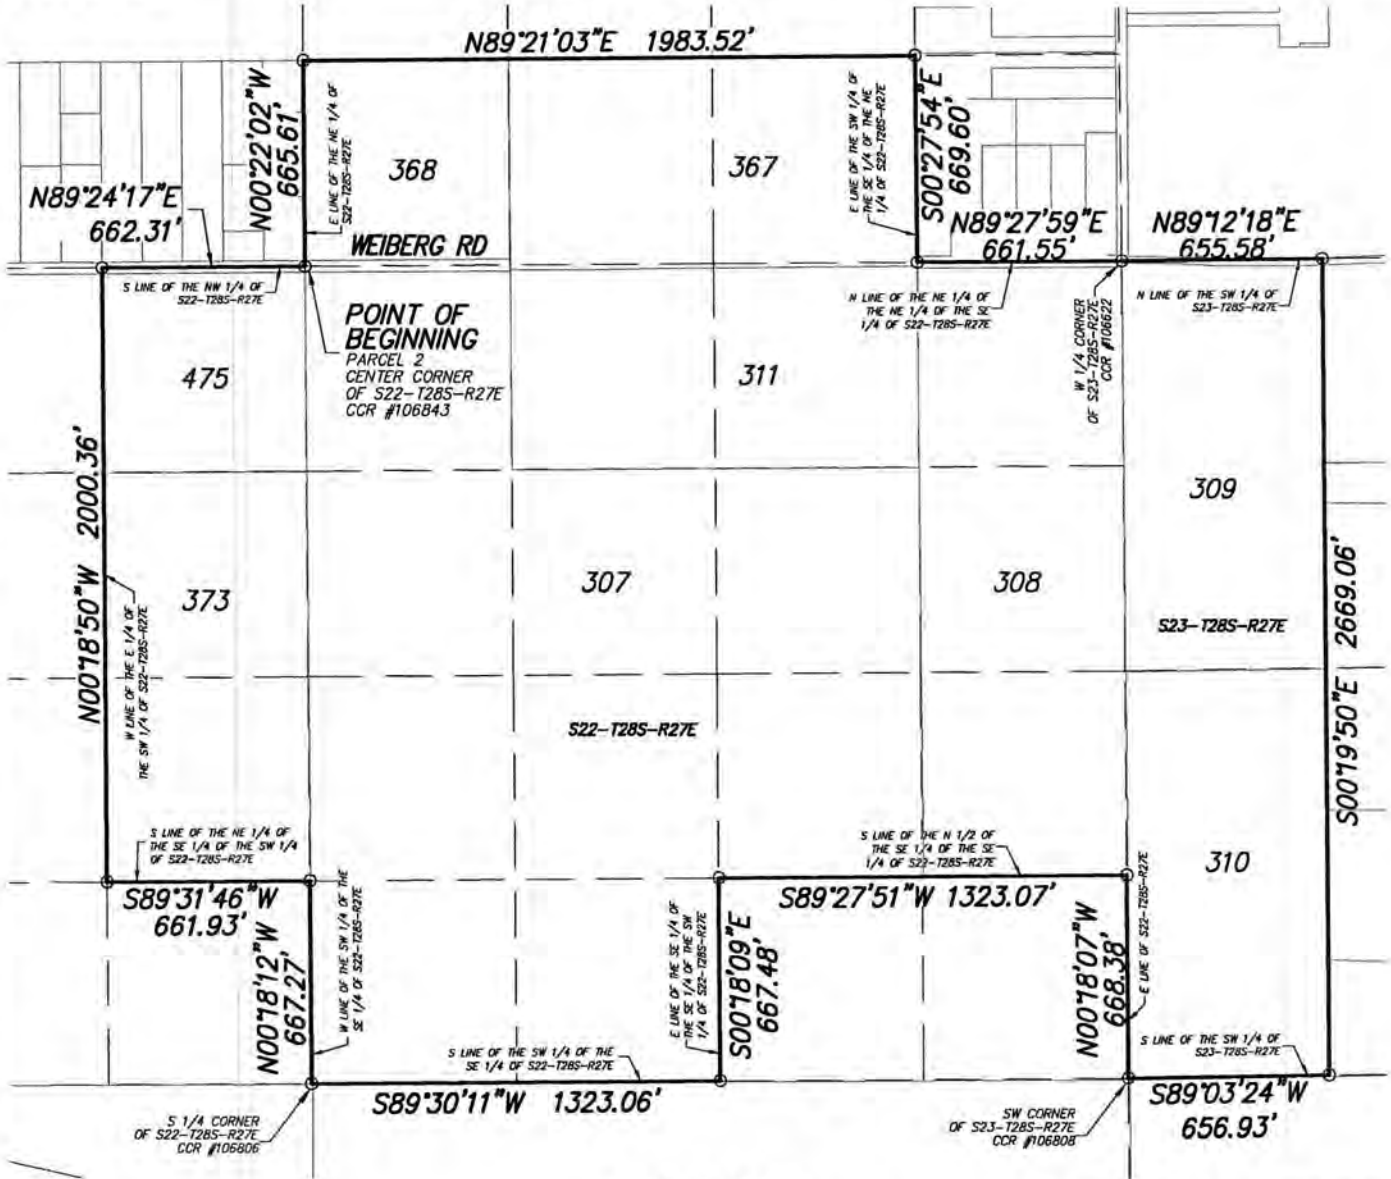 N89°21'03"E 1983.52'
N00°22'02"W
665.61'
E LINE OF THE NE 1/4 OF
S22-T28S-R27E
368
367
E LINE OF THE SW 1/4 OF
THE SE 1/4 OF THE NE
1/4 OF S22-T28S-R27E
S00°27'54"E
669.60'
N89°24'17"E
662.31'
WEIBERG RD
N89°27'59"E
661.55'
N89°12'18"E
655.58'
S LINE OF THE NW 1/4 OF
S22-T28S-R27E
POINT OF
BEGINNING
PARCEL 2
CENTER CORNER
OF S22-T28S-R27E
CCR #106843
N LINE OF THE NE 1/4 OF
THE NE 1/4 OF THE SE
1/4 OF S22-T28S-R27E
W 1/4 CORNER
OF S23-T28S-R27E
CCR #106622
N LINE OF THE SW 1/4 OF
S23-T28S-R27E
475
311
309
N00°18'50"W 2000.36'
W LINE OF THE E 1/4 OF
THE SW 1/4 OF S22-T28S-R27E
373
307
308
S23-T28S-R27E
S22-T28S-R27E
S00°19'50"E 2669.06'
S LINE OF THE NE 1/4 OF
THE SE 1/4 OF THE SW 1/4
OF S22-T28S-R27E
S89°31'46"W
661.93'
N00°18'12"W
667.27'
W LINE OF THE SW 1/4 OF THE
SE 1/4 OF S22-T28S-R27E
S LINE OF THE N 1/2 OF
THE SE 1/4 OF THE SE
1/4 OF S22-T28S-R27E
S89°27'51"W 1323.07'
E LINE OF THE SE 1/4 OF
THE SE 1/4 OF THE SW
1/4 OF S22-T28S-R27E
S00°18'09"E
667.48'
N00°18'07"W
668.38'
E LINE OF S22-T28S-R27E
310
S LINE OF THE SW 1/4 OF THE
SE 1/4 OF S22-T28S-R27E
S89°30'11"W 1323.06'
S LINE OF THE SW 1/4 OF
S23-T28S-R27E
S89°03'24"W
656.93'
S 1/4 CORNER
OF S22-T28S-R27E
CCR #106806
SW CORNER
OF S23-T28S-R27E
CCR #106808